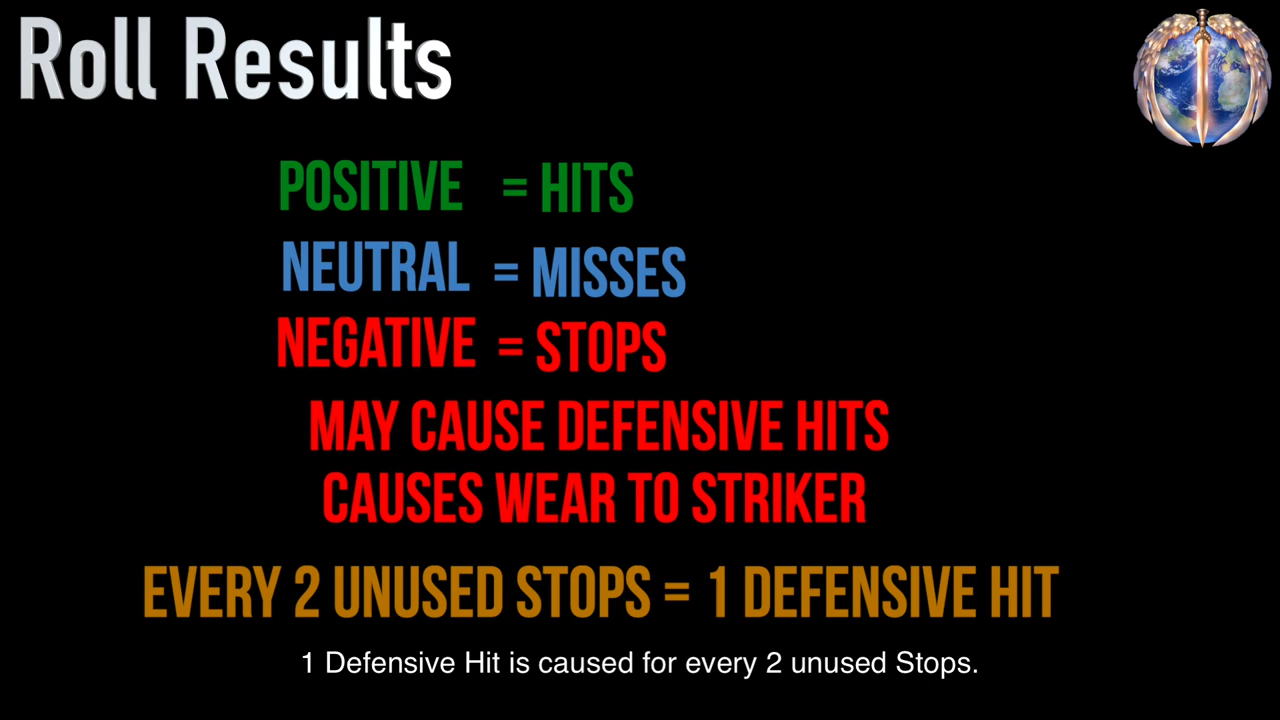 Roll Results
POSITIVE = HITS
NEUTRAL = MISSES
NEGATIVE = STOPS
MAY CAUSE DEFENSIVE HITS
CAUSES WEAR TO STRIKER
EVERY 2 UNUSED STOPS = 1 DEFENSIVE HIT
1 Defensive Hit is caused for every 2 unused Stops.